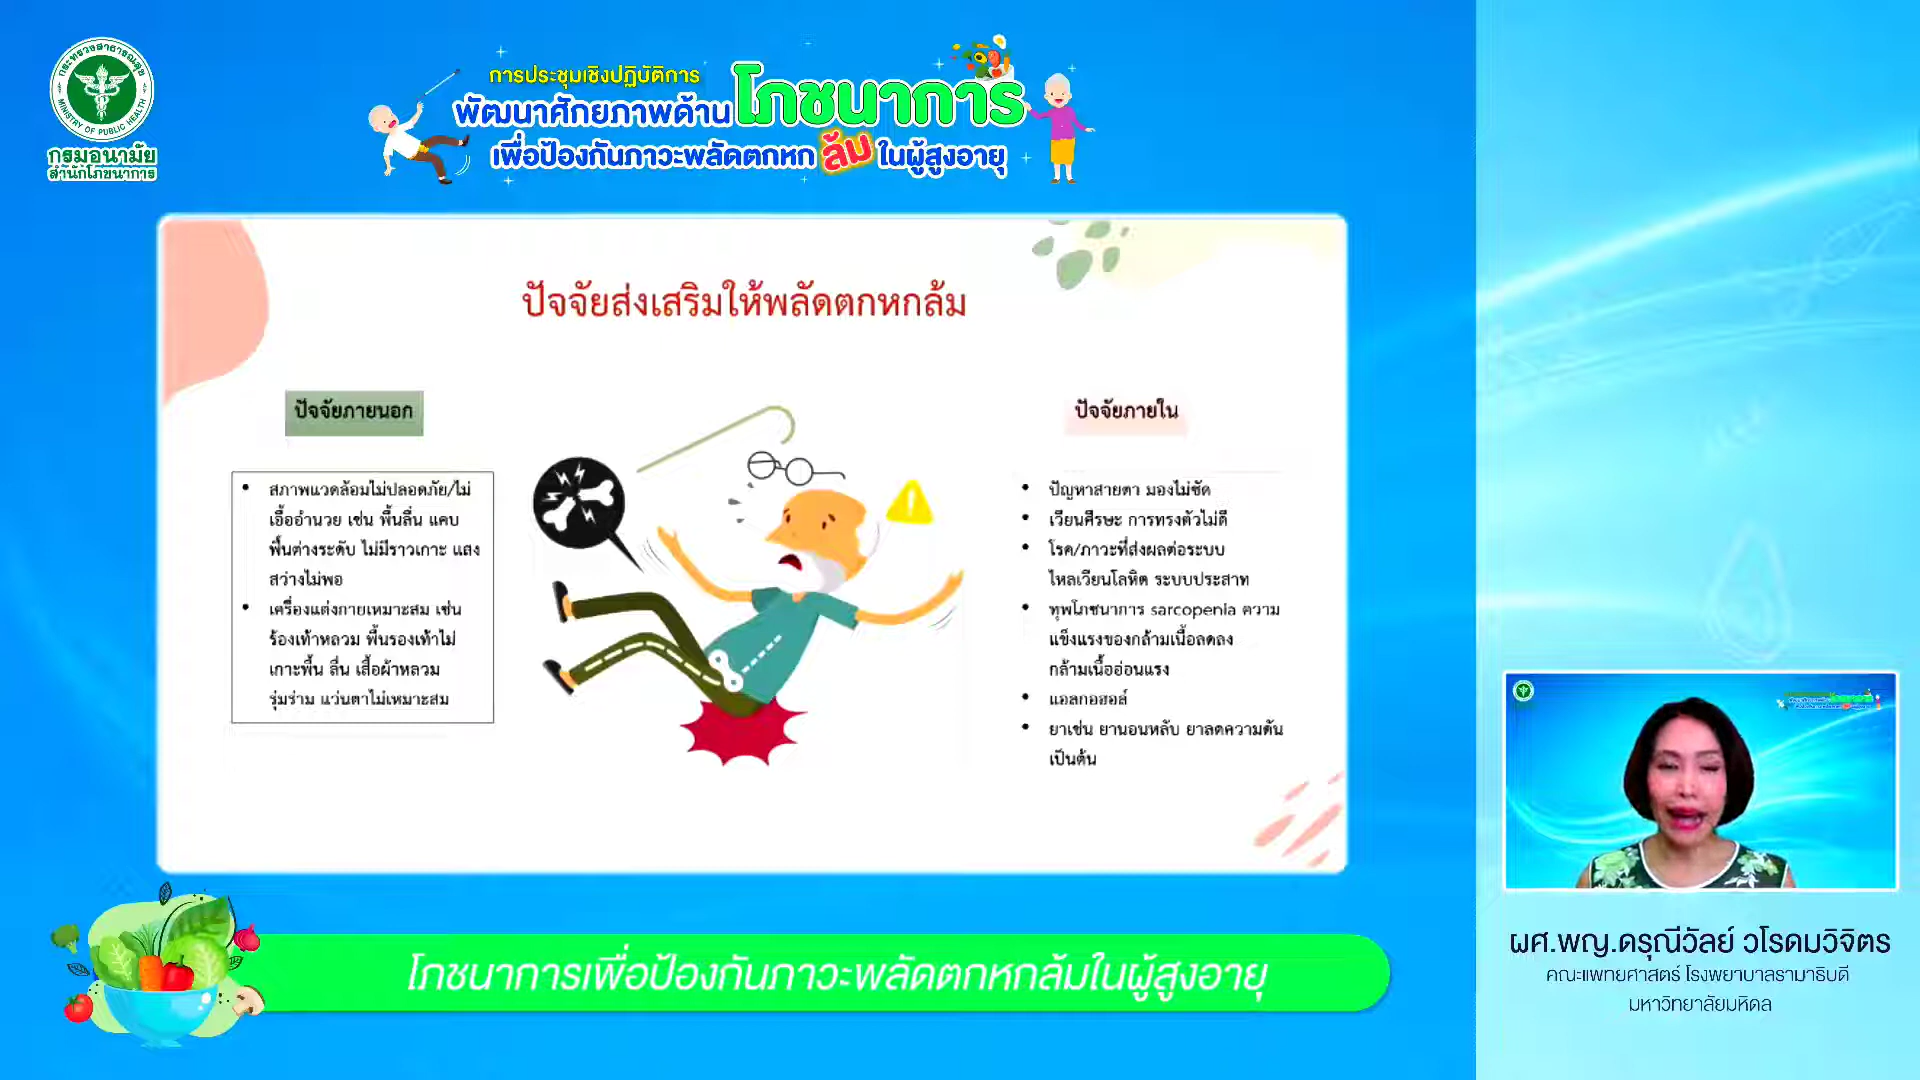 กระทรวงสาธารณสุข
MINISTRY OF PUBLIC HEALTH
กรมอนามัย
สำนักโภชนาการ
การประชุมเชิงปฏิบัติการ
พัฒนาศักยภาพด้านโภชนาการ
เพื่อป้องกันภาวะพลัดตกหกล้มในผู้สูงอายุ
ปัจจัยส่งเสริมให้พลัดตกหกล้ม
ปัจจัยภายนอก
• สภาพแวดล้อมไม่ปลอดภัย/ไม่
เอื้ออำนวย เช่น พื้นลื่น แคบ
พื้นต่างระดับ ไม่มีราวเกาะ แสง
สว่างไม่พอ
• เครื่องแต่งกายเหมาะสม เช่น
ร้องเท้าหลวม พื้นรองเท้าไม่
เกาะพื้น ลื่น เสื้อผ้าหลวม
รุ่มร่าม แว่นตาไม่เหมาะสม
ปัจจัยภายใน
• ปัญหาสายตา มองไม่ชัด
• เวียนศีรษะ การทรงตัวไม่ดี
• โรค/ภาวะที่ส่งผลต่อระบบ
ไหลเวียนโลหิต ระบบประสาท
• ทุพโภชนาการ sarcopenia ความ
แข็งแรงของกล้ามเนื้อลดลง
กล้ามเนื้ออ่อนแรง
• แอลกอฮอล์
• ยาเช่น ยานอนหลับ ยาลดความดัน
เป็นต้น
โภชนาการเพื่อป้องกันภาวะพลัดตกหกล้มในผู้สูงอายุ
ผศ.พญ.ดรุณีวัลย์ วโรดมวิจิตร
คณะแพทยศาสตร์ โรงพยาบาลรามาธิบดี
มหาวิทยาลัยมหิดล